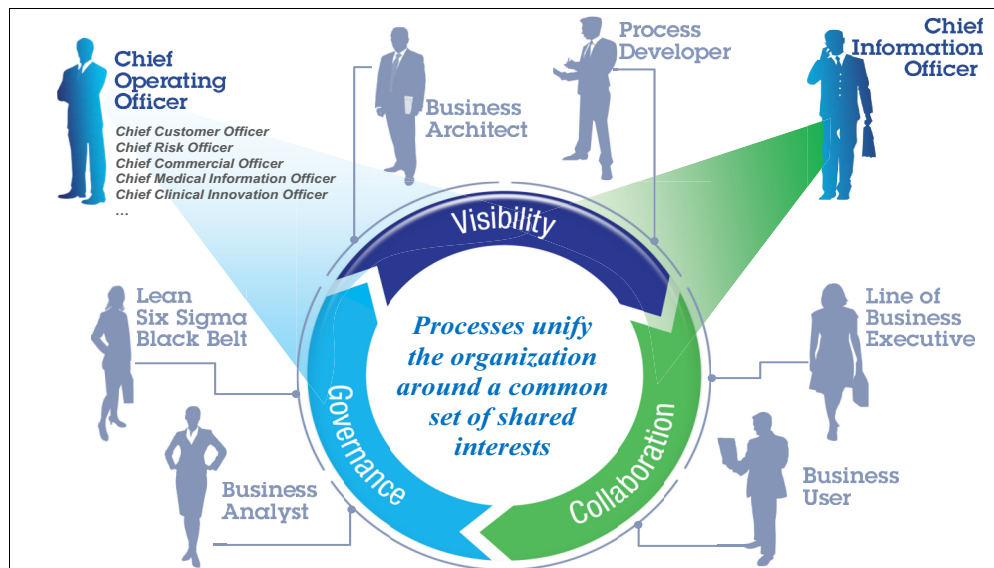 Chief
Operating
Officer
Chief Customer Officer
Chief Risk Officer
Chief Commercial Officer
Chief Medical Information Officer
Chief Clinical Innovation Officer
...
Business
Architect
Process
Developer
Chief
Information
Officer
Visibility
Lean
Six Sigma
Black Belt
Processes unify
the organization
around a common
set of shared
interests
Line of
Business
Executive
Governance
Collaboration
Business
Analyst
Business
User